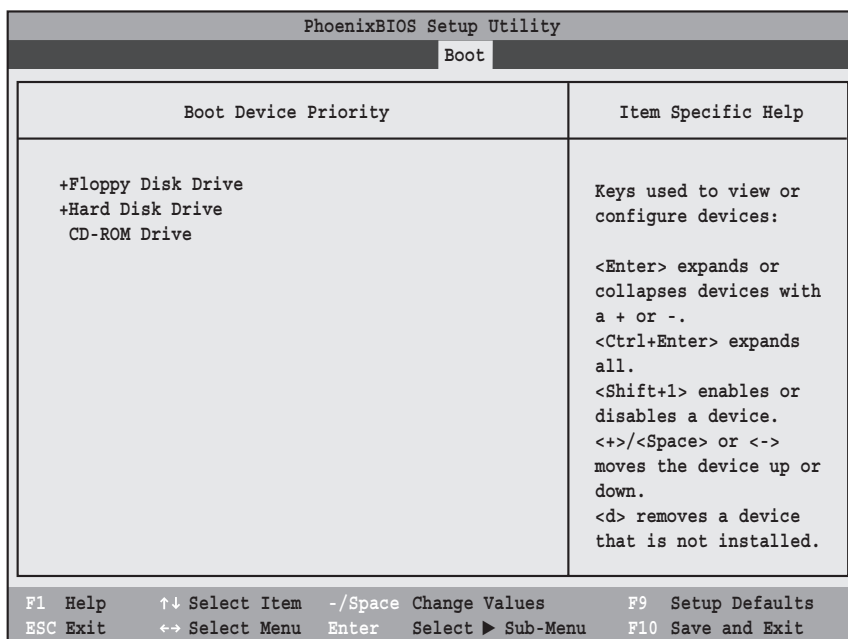 PhoenixBIOS Setup Utility
Boot
Boot Device Priority
Item Specific Help
+Floppy Disk Drive
+Hard Disk Drive
CD-ROM Drive
Keys used to view or
configure devices:
<Enter> expands or
collapses devices with
a + or -.
<Ctrl+Enter> expands
all.
<Shift+1> enables or
disables a device.
<+>/<Space> or <->
moves the device up or
down.
<d> removes a device
that is not installed.
F1 Help ↑↓ Select Item -/Space Change Values F9 Setup Defaults
ESC Exit ←→ Select Menu Enter Select ▶ Sub-Menu F10 Save and Exit